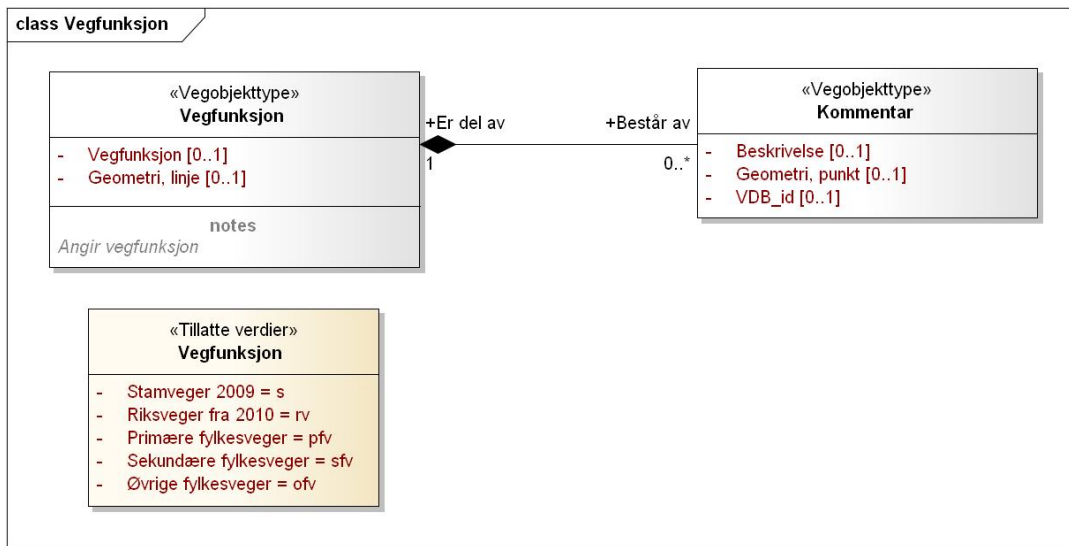 class Vegfunksjon
«Vegobjekttype»
Vegfunksjon
- Vegfunksjon [0..1]
- Geometri, linje [0..1]
notes
Angir vegfunksjon
+Er del av
1
+Består av
0..*
«Vegobjekttype»
Kommentar
- Beskrivelse [0..1]
- Geometri, punkt [0..1]
- VDB_id [0..1]
«Tillatte verdier»
Vegfunksjon
- Stamveger 2009 = s
- Riksveger fra 2010 = rv
- Primære fylkesveger = pfv
- Sekundære fylkesveger = sfv
- Øvrige fylkesveger = ofv